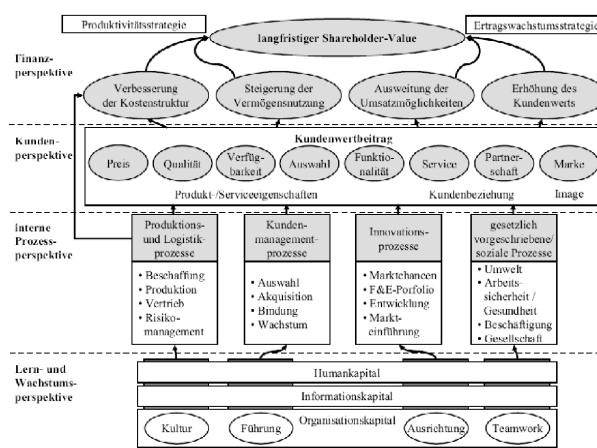 Produktivitätsstrategie
Ertragswachstumsstrategie
langfristiger Shareholder-Value
Finanz-
perspektive
Verbesserung
der Kostenstruktur
Steigerung der
Vermögensnutzung
Ausweitung der
Umsatzmöglichkeiten
Erhöhung des
Kundenwerts
Kunden-
perspektive
Kundenwertbeitrag
Preis
Qualität
Verfüg-
barkeit
Auswahl
Funktio-
nalität
Service
Partner-
schaft
Marke
Produkt-/Serviceeigenschaften
Kundenbeziehung
Image
interne
Prozess-
perspektive
Produktions-
und Logistik-
prozesse
• Beschaffung
• Produktion
• Vertrieb
• Risiko-
management
Kunden-
management-
prozesse
• Auswahl
• Akquisition
• Bindung
• Wachstum
Innovations-
prozesse
• Marktchancen
• F&E-Porfolio
• Entwicklung
• Markt-
einführung
gesetzlich
vorgeschriebene/
soziale Prozesse
• Umwelt
• Arbeits-
sicherheit /
Gesundheit
• Beschäftigung
• Gesellschaft
Lern- und
Wachstums-
perspektive
Humankapital
Informationskapital
Organisationskapital
Kultur
Führung
Ausrichtung
Teamwork